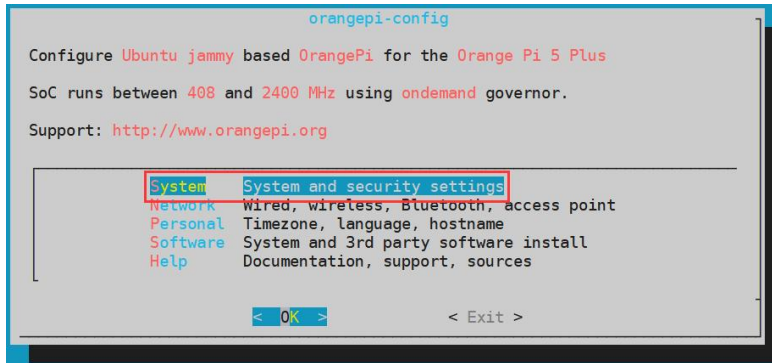 orangepi-config
Configure Ubuntu jammy based OrangePi for the Orange Pi 5 Plus
SoC runs between 408 and 2400 MHz using ondemand governor.
Support: http://www.orangepi.org
System System and security settings
Network Wired, wireless, Bluetooth, access point
Personal Timezone, language, hostname
Software System and 3rd party software install
Help Documentation, support, sources
< OK > < Exit >